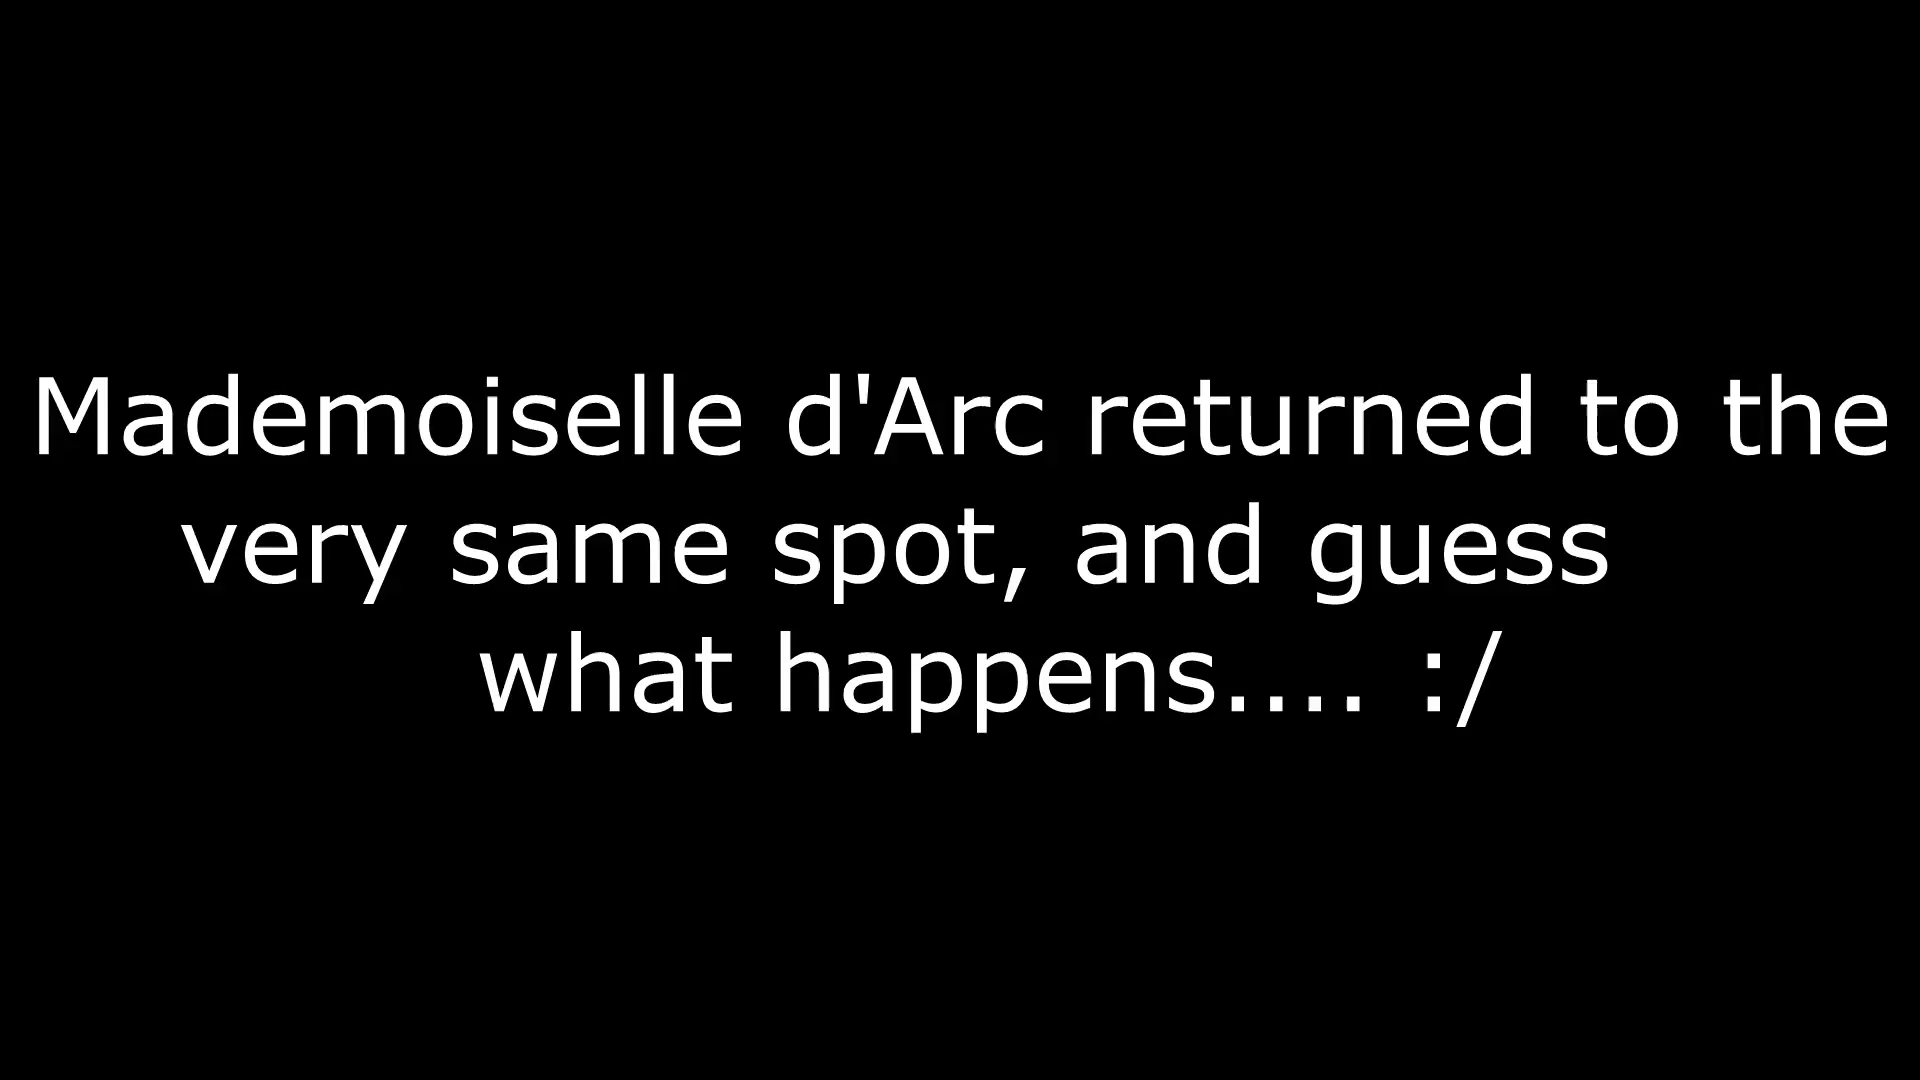 Mademoiselle d'Arc returned to the
very same spot, and guess
what happens.... :/